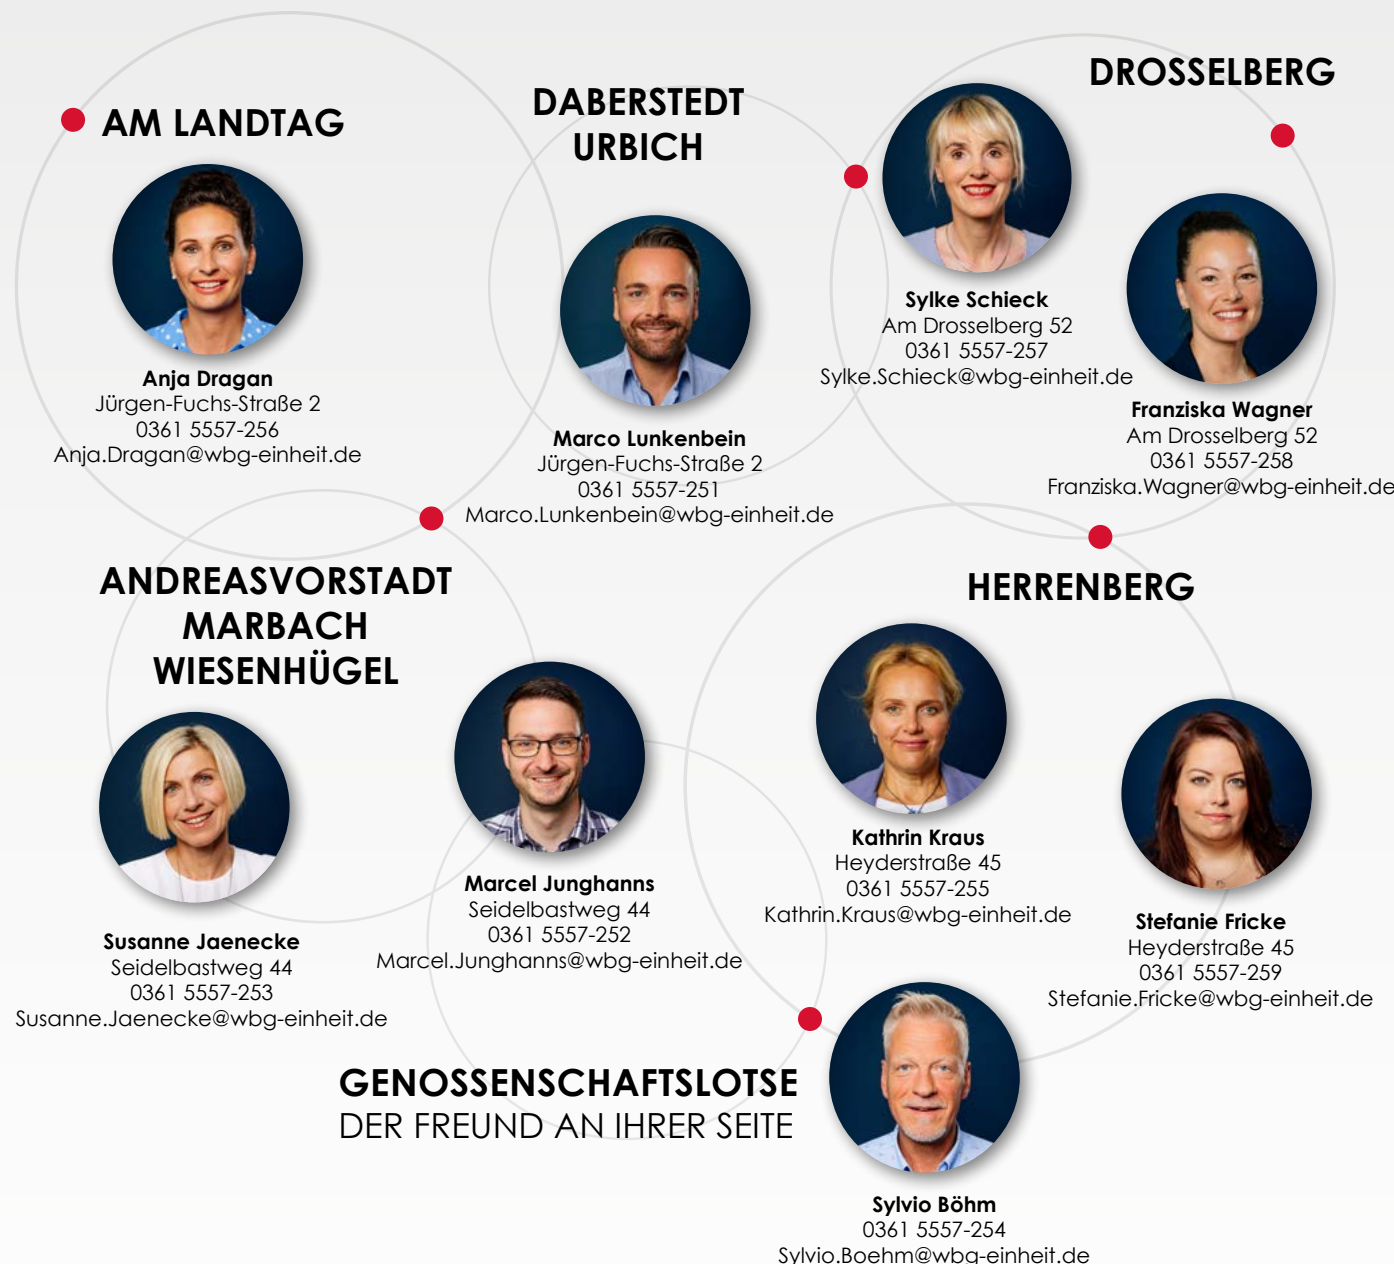 AM LANDTAG
Anja Dragan
Jürgen-Fuchs-Straße 2
0361 5557-256
Anja.Dragan@wbg-einheit.de
DABERSTEDT
URBICH
Marco Lunkenbein
Jürgen-Fuchs-Straße 2
0361 5557-251
Marco.Lunkenbein@wbg-einheit.de
DROSSELBERG
Sylke Schieck
Am Drosselberg 52
0361 5557-257
Sylke.Schieck@wbg-einheit.de
Franziska Wagner
Am Drosselberg 52
0361 5557-258
Franziska.Wagner@wbg-einheit.de
ANDREASVORSTADT
MARBACH
WIESENHÜGEL
Susanne Jaenecke
Seidelbastweg 44
0361 5557-253
Susanne.Jaenecke@wbg-einheit.de
Marcel Junghanns
Seidelbastweg 44
0361 5557-252
Marcel.Junghanns@wbg-einheit.de
HERRENBERG
Kathrin Kraus
Heyderstraße 45
0361 5557-255
Kathrin.Kraus@wbg-einheit.de
Stefanie Fricke
Heyderstraße 45
0361 5557-259
Stefanie.Fricke@wbg-einheit.de
GENOSSENSCHAFTSLOTSE
DER FREUND AN IHRER SEITE
Sylvio Böhm
0361 5557-254
Sylvio.Boehm@wbg-einheit.de